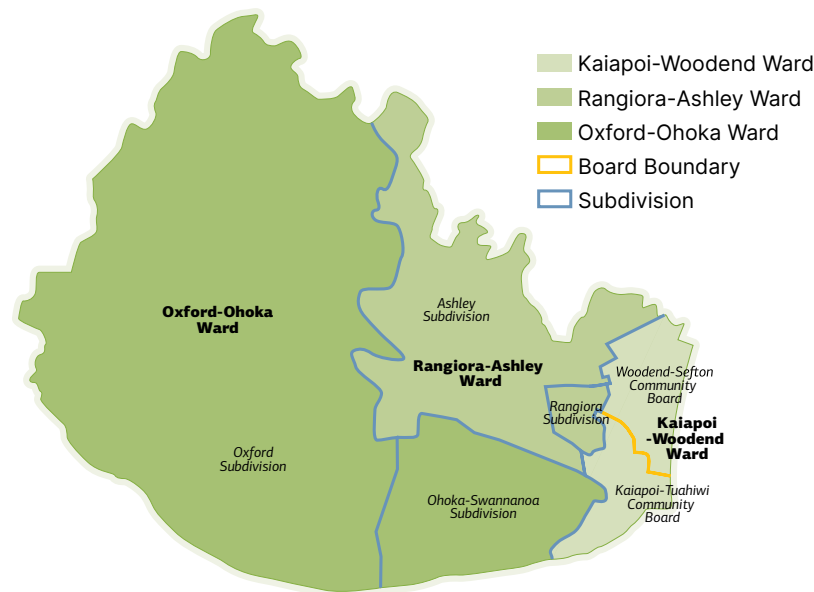 Kaiapoi-Woodend Ward
Rangiora-Ashley Ward
Oxford-Ohoka Ward
Board Boundary
Subdivision
Oxford-Ohoka
Ward
Ashley
Subdivision
Rangiora-Ashley
Ward
Woodend-Sefton
Community
Board
Rangiora
Subdivision
Kaiapoi
-Woodend
Ward
Oxford
Subdivision
Ohoka-Swannanoa
Subdivision
Kaiapoi-Tuahiwi
Community
Board